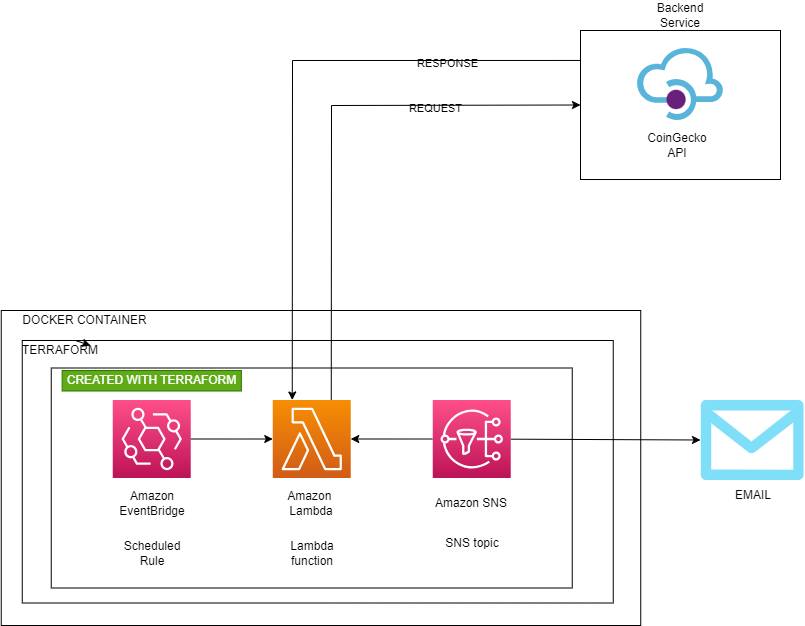 Backend
Service
RESPONSE
REQUEST
CoinGecko
API
DOCKER CONTAINER
TERRAFORM
CREATED WITH TERRAFORM
Amazon
EventBridge
Scheduled
Rule
Amazon
Lambda
Lambda
function
Amazon SNS
SNS topic
EMAIL